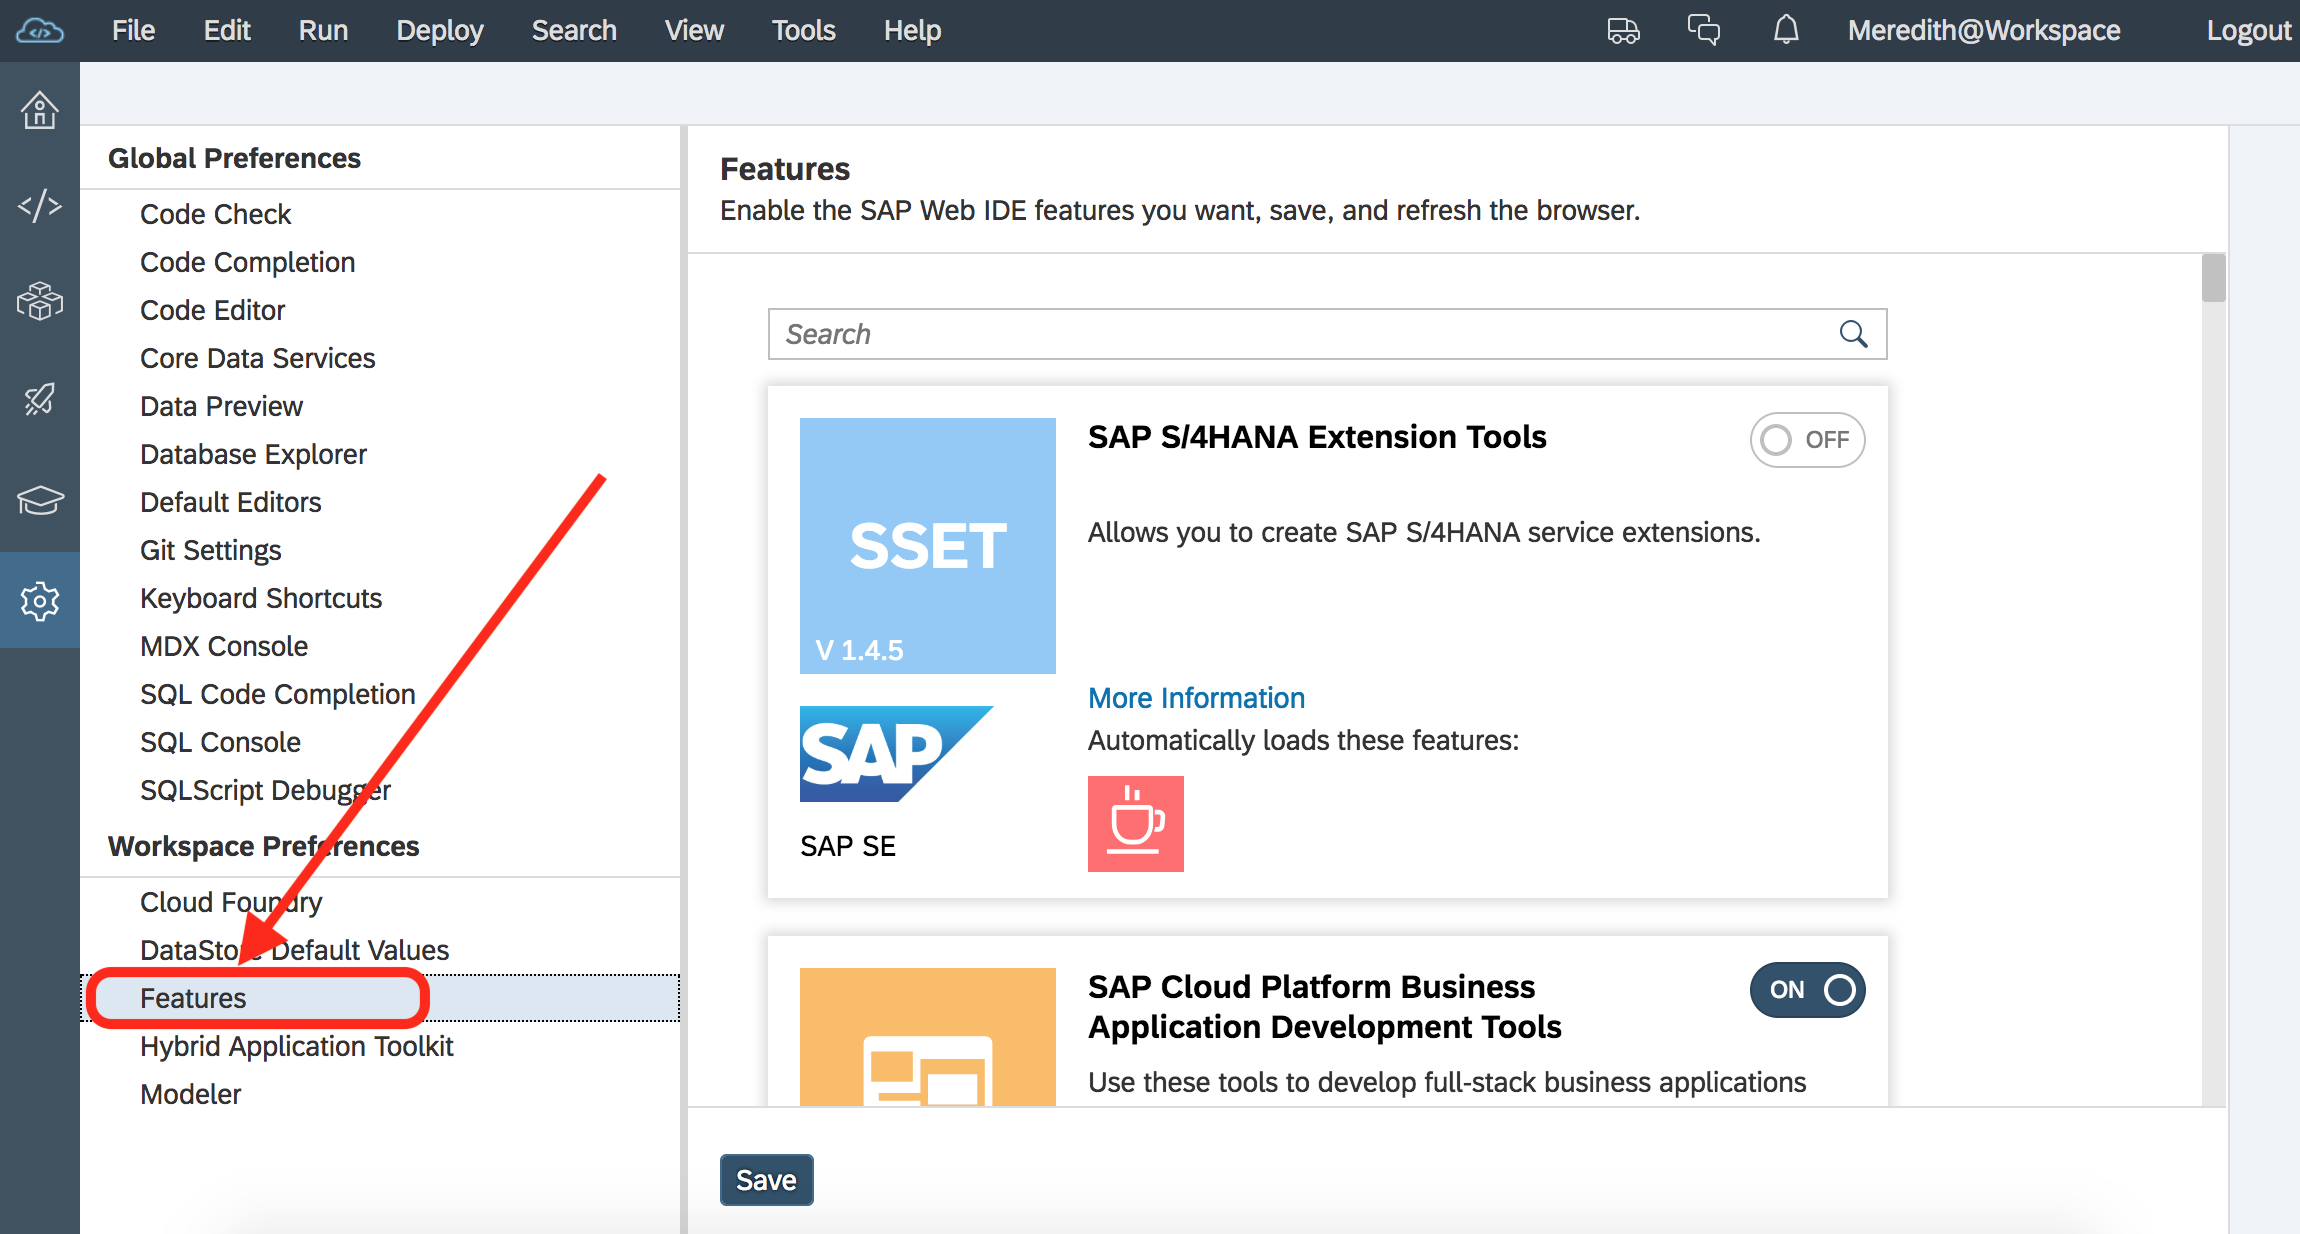 File Edit Run Deploy Search View Tools Help Meredith@Workspace Logout
Global Preferences
Code Check
Code Completion
Code Editor
Core Data Services
Data Preview
Database Explorer
Default Editors
Git Settings
Keyboard Shortcuts
MDX Console
SQL Code Completion
SQL Console
SQLScript Debugger
Workspace Preferences
Cloud Foundry
DataStore Default Values
Features
Hybrid Application Toolkit
Modeler
Features
Enable the SAP Web IDE features you want, save, and refresh the browser.
Search
SSET
V 1.4.5
SAP S/4HANA Extension Tools
OFF
Allows you to create SAP S/4HANA service extensions.
More Information
Automatically loads these features:
SAP
SAP SE
SAP Cloud Platform Business
Application Development Tools
ON
Use these tools to develop full-stack business applications
Save